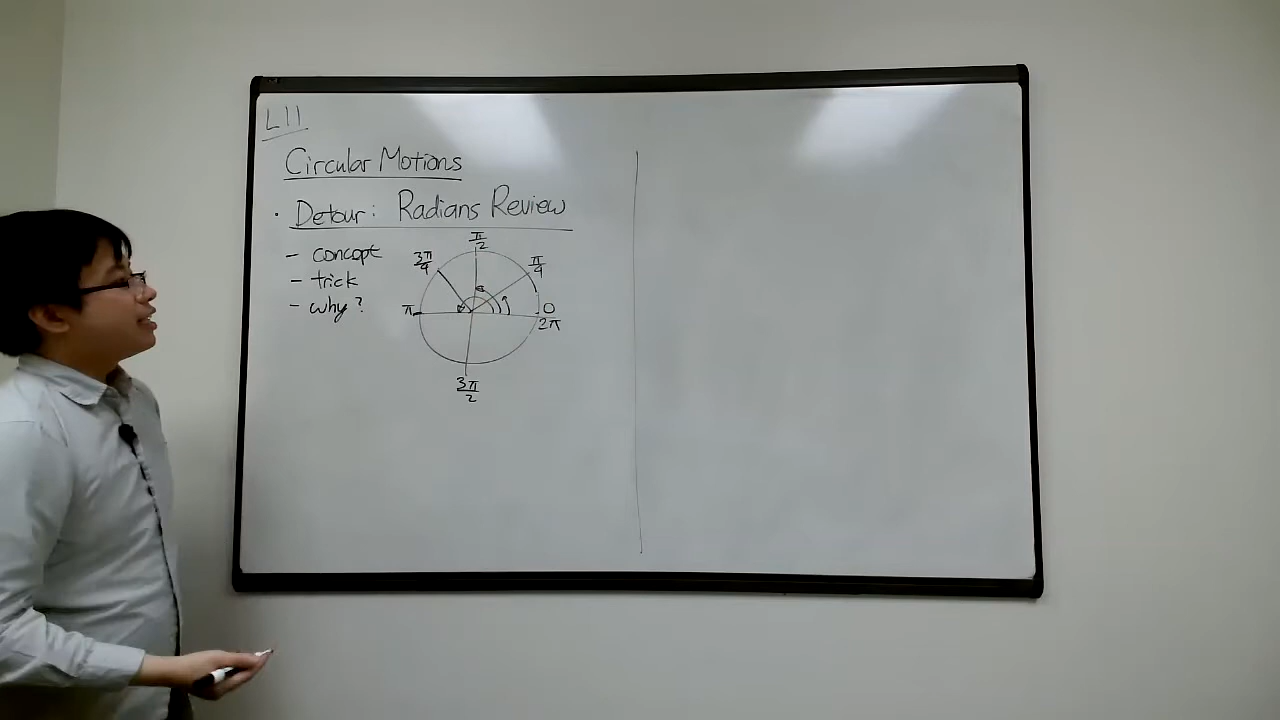 L11
Circular Motions
· Detour: Radians Review
- concept
- trick
- why?
π/2
3π/4
π/4
π
0
2π
3π/2